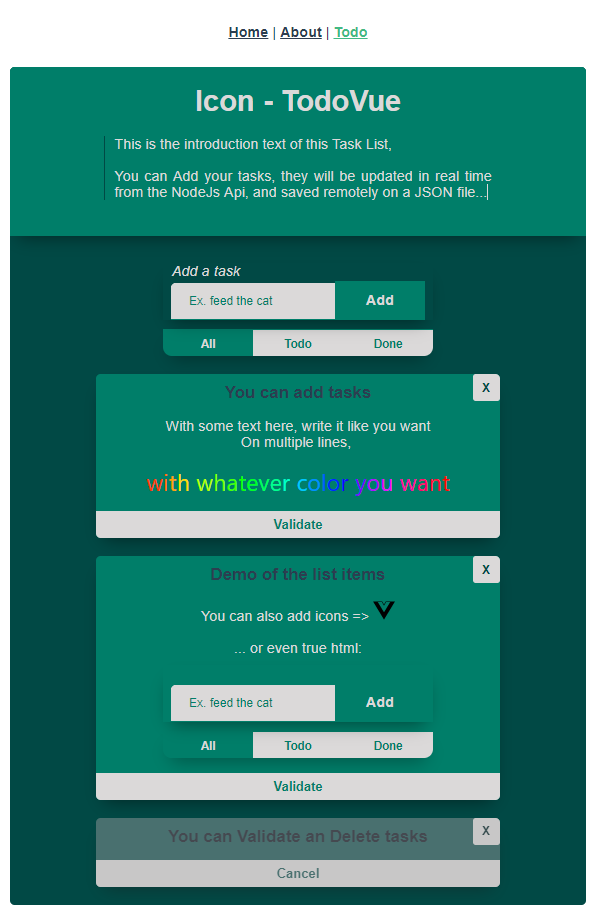 Home | About | Todo
Icon - TodoVue
This is the introduction text of this Task List,
You can Add your tasks, they will be updated in real time
from the NodeJs Api, and saved remotely on a JSON file...
Add a task
Ex. feed the cat Add
All Todo Done
You can add tasks X
With some text here, write it like you want
On multiple lines,
with whatever color you want
Validate
Demo of the list items X
You can also add icons =>
... or even true html:
Ex. feed the cat Add
All Todo Done
Validate
You can Validate an Delete tasks X
Cancel